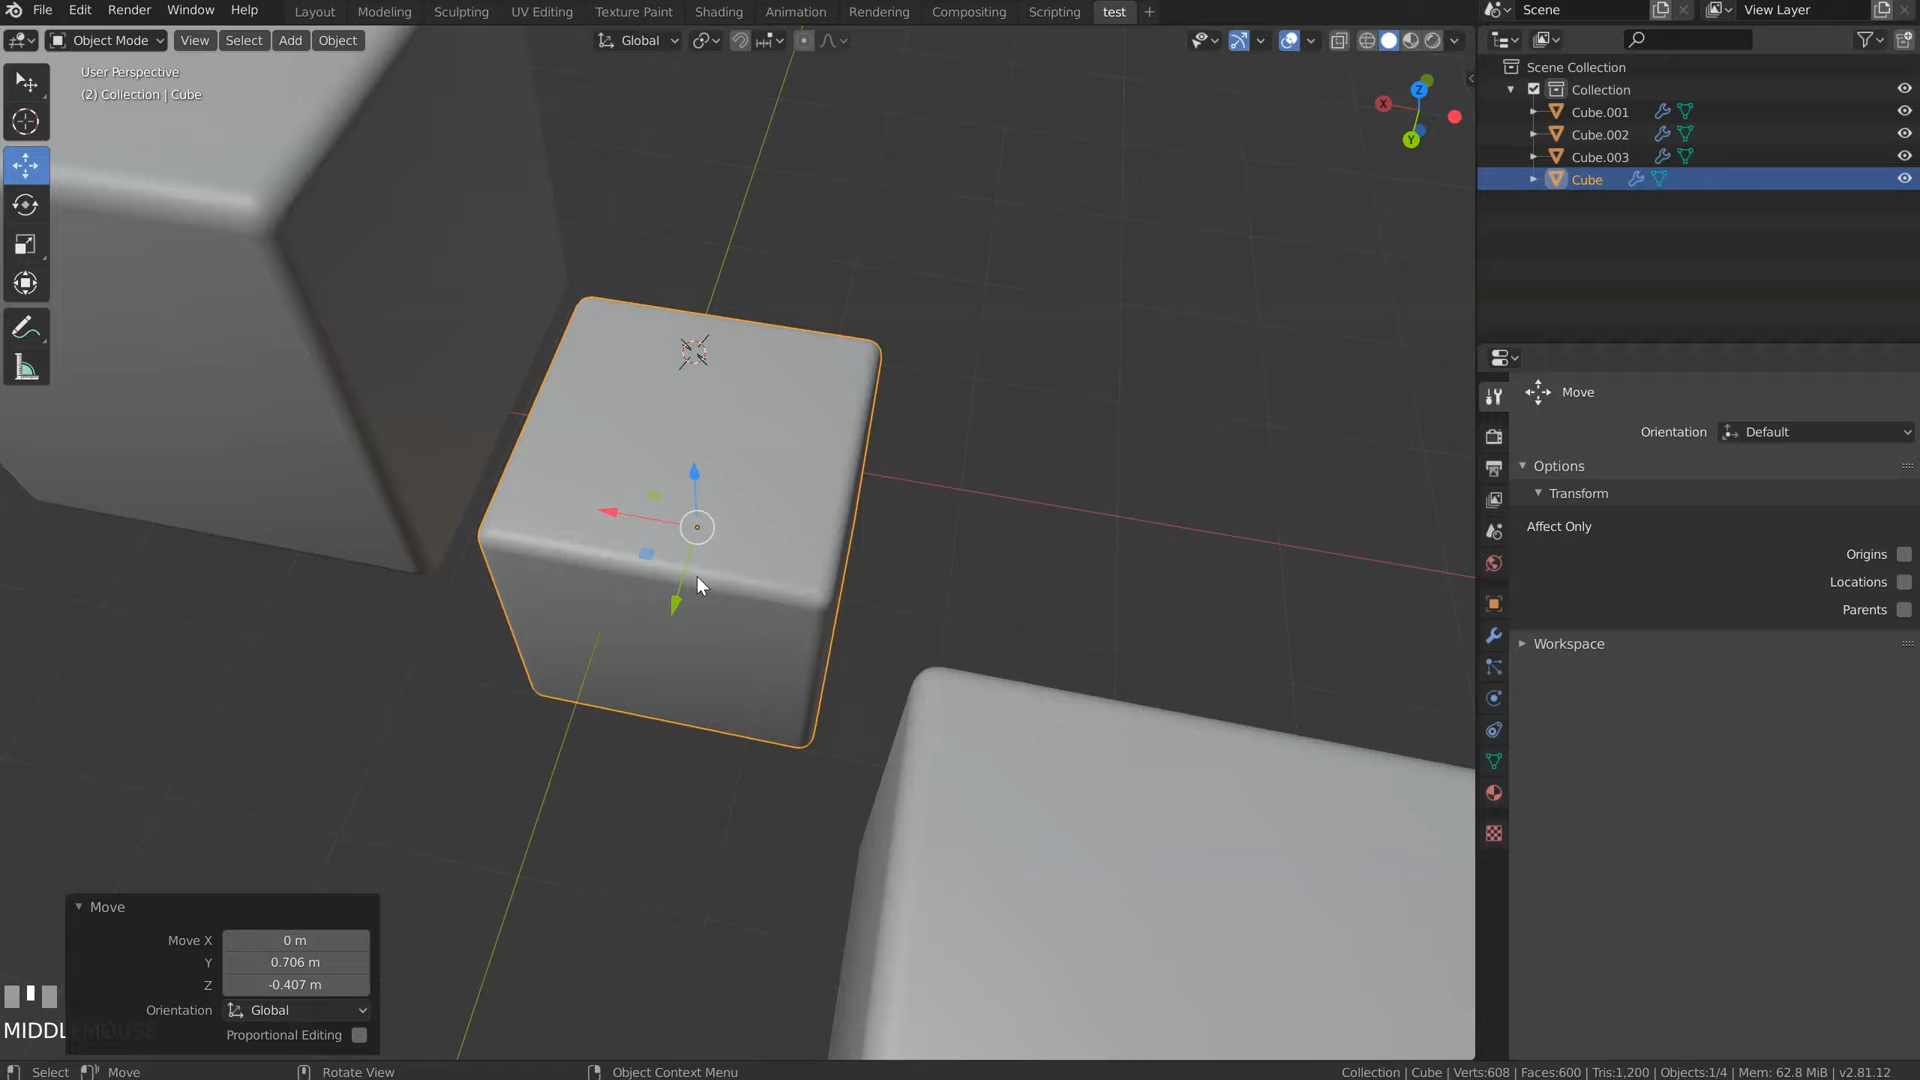 File Edit Render Window Help Layout Modeling Sculpting UV Editing Texture Paint Shading Animation Rendering Compositing Scripting test + Scene View Layer
Object Mode View Select Add Object Global
User Perspective
(2) Collection | Cube
X Z Y
Scene Collection
Collection
Cube.001
Cube.002
Cube.003
Cube
Move
Orientation Default
Options
Transform
Affect Only
Origins
Locations
Parents
Workspace
Move
Move X 0 m
Y 0.706 m
Z -0.407 m
Orientation Global
Proportional Editing
MIDDLEMOUSE
Select Move Rotate View Object Context Menu Collection | Cube | Verts:608 | Faces:600 | Tris:1,200 | Objects:1/4 | Mem: 62.8 MiB | v2.81.12